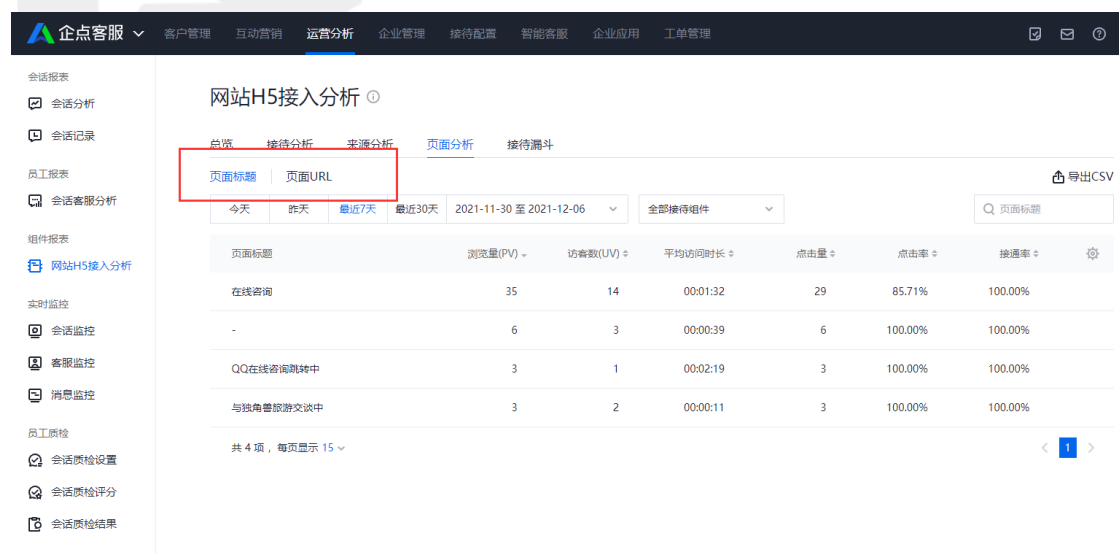 企点客服 客户管理 互动营销 运营分析 企业管理 接待配置 智能客服 企业应用 工单管理
会话报表
会话分析
会话记录
员工报表
会话客服分析
组件报表
网站H5接入分析
实时监控
会话监控
客服监控
消息监控
员工质检
会话质检设置
会话质检评分
会话质检结果
网站H5接入分析
总览 接待分析 来源分析 页面分析 接待漏斗
页面标题 页面URL 导出CSV
今天 昨天 最近7天 最近30天 2021-11-30 至 2021-12-06 全部接待组件 页面标题
页面标题 浏览量(PV) 访客数(UV) 平均访问时长 点击量 点击率 接通率
在线咨询 35 14 00:01:32 29 85.71% 100.00%
- 6 3 00:00:39 6 100.00% 100.00%
QQ在线咨询跳转中 3 1 00:02:19 3 100.00% 100.00%
与独角兽旅游交谈中 3 2 00:00:11 3 100.00% 100.00%
共 4 项，每页显示 15 1